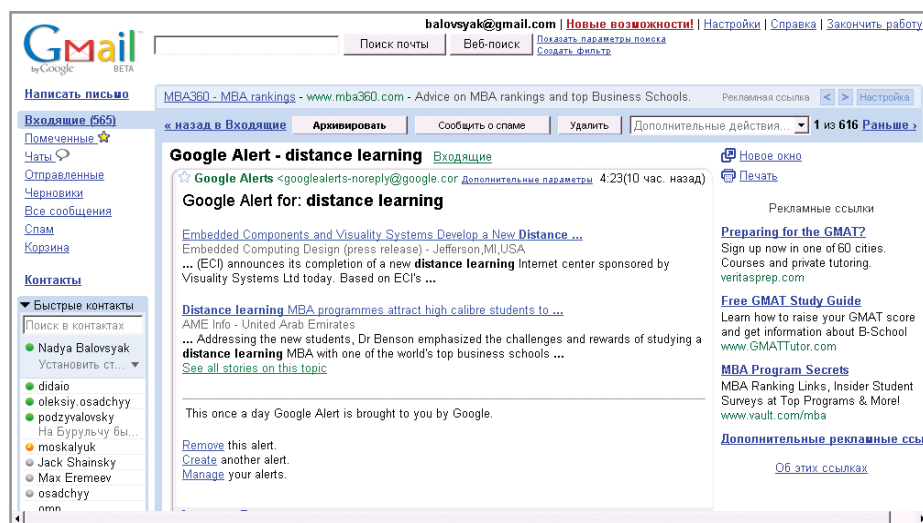 balovsyak@gmail.com | Новые возможности! | Настройки | Справка | Закончить работу
Gmail
by Google BETA
Поиск почты Веб-поиск
Показать параметры поиска
Создать фильтр
Написать письмо
Входящие (565)
Помеченные
Чаты
Отправленные
Черновики
Все сообщения
Спам
Корзина
Контакты
Быстрые контакты
Поиск в контактах
Nadya Balovsyak
Установить ст...
didaio
oleksiy.osadchyy
podzyvalovsky
На Бурульчу бы...
moskalyuk
Jack Shainsky
Max Eremeev
osadchyy
MBA360 - MBA rankings - www.mba360.com - Advice on MBA rankings and top Business Schools. Рекламная ссылка < > Настройка
« назад в Входящие Архивировать Сообщить о спаме Удалить Дополнительные действия... 1 из 616 Раньше ›
Google Alert - distance learning Входящие
Google Alerts <googlealerts-noreply@google.cor Дополнительные параметры 4:23(10 час. назад)
Google Alert for: distance learning
Embedded Components and Visuality Systems Develop a New Distance ...
Embedded Computing Design (press release) - Jefferson,MI,USA
... (ECI) announces its completion of a new distance learning Internet center sponsored by
Visuality Systems Ltd today. Based on ECI's ...
Distance learning MBA programmes attract high calibre students to ...
AME Info - United Arab Emirates
... Addressing the new students, Dr Benson emphasized the challenges and rewards of studying a
distance learning MBA with one of the world's top business schools ...
See all stories on this topic
This once a day Google Alert is brought to you by Google.
Remove this alert.
Create another alert.
Manage your alerts.
Новое окно
Печать
Рекламные ссылки
Preparing for the GMAT?
Sign up now in one of 60 cities.
Courses and private tutoring.
veritasprep.com
Free GMAT Study Guide
Learn how to raise your GMAT score
and get information about B-School
www.GMATTutor.com
MBA Program Secrets
MBA Ranking Links, Insider Student
Surveys at Top Programs & More!
www.vault.com/mba
Дополнительные рекламные ссы
Об этих ссылках